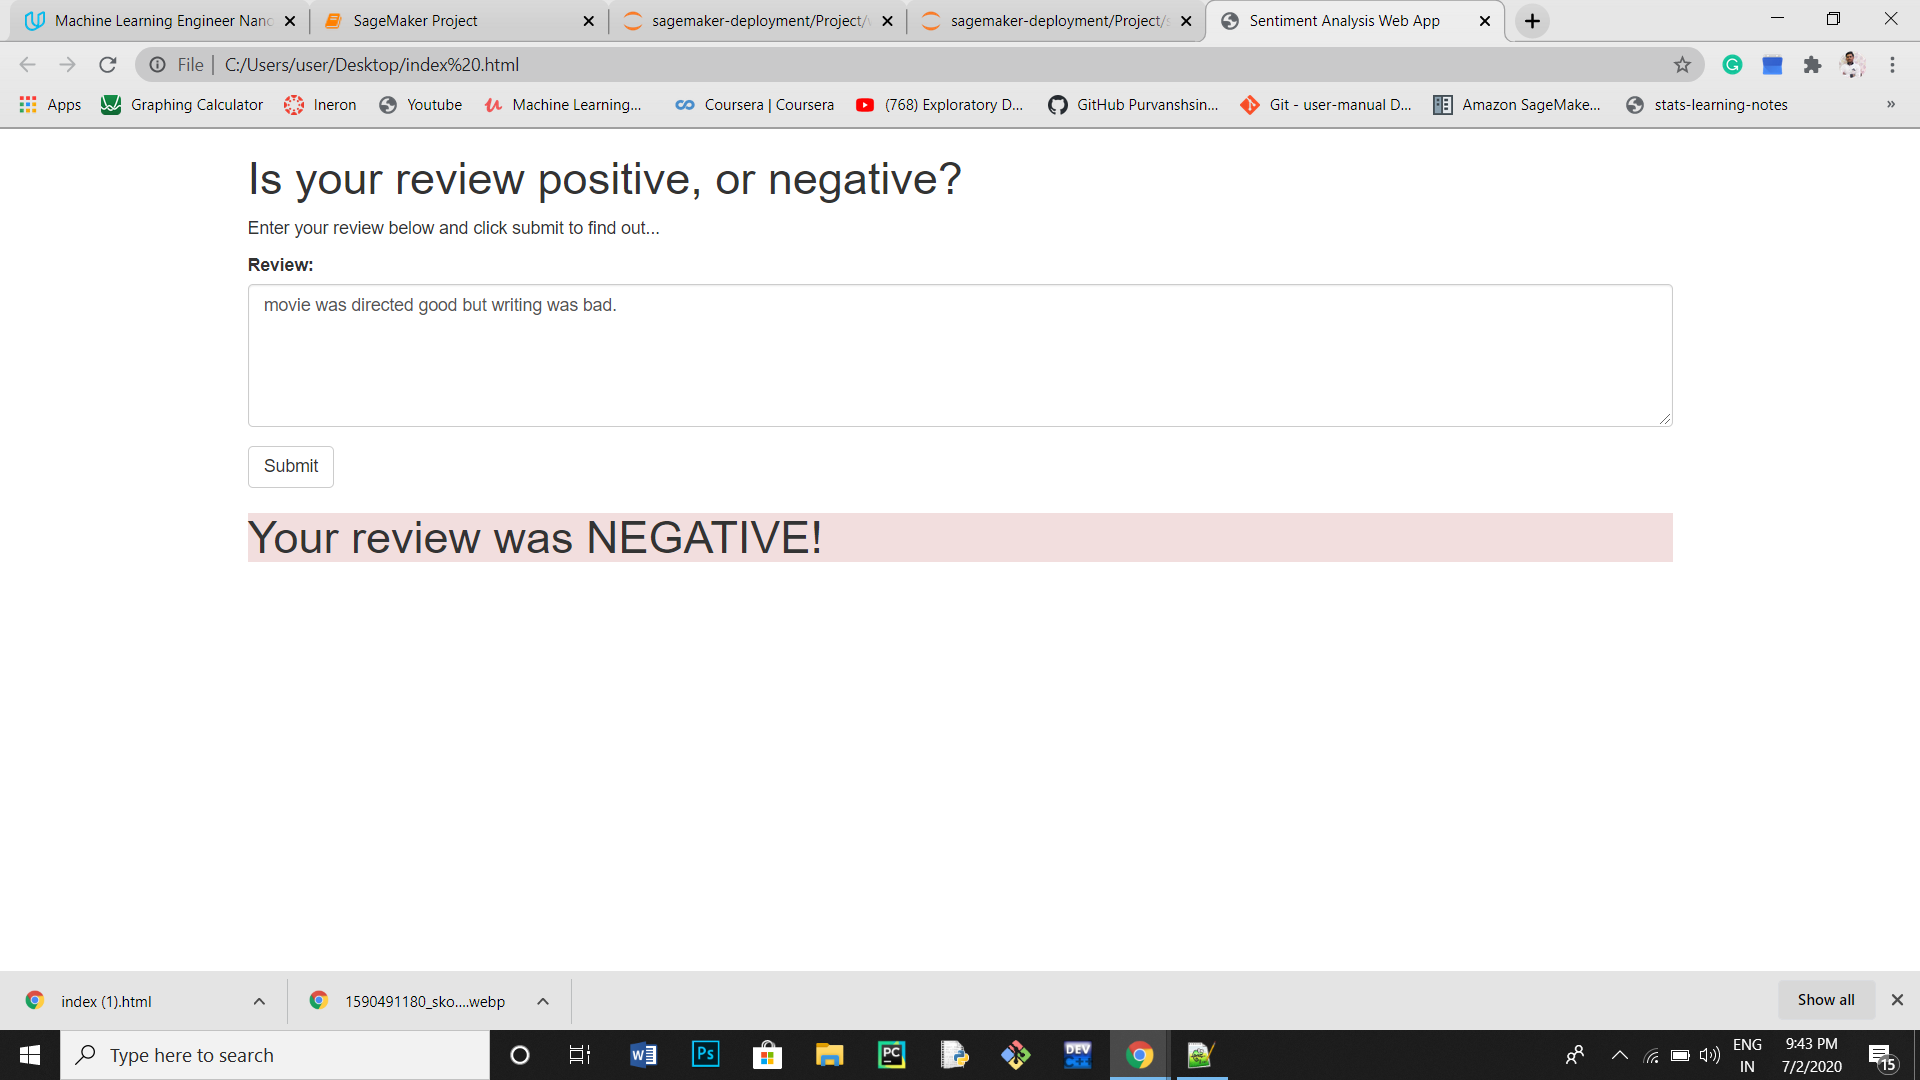 Machine Learning Engineer Nano
SageMaker Project
sagemaker-deployment/Project/
sagemaker-deployment/Project/
Sentiment Analysis Web App
File | C:/Users/user/Desktop/index%20.html
Apps
Graphing Calculator
Ineron
Youtube
Machine Learning...
Coursera | Coursera
(768) Exploratory D...
GitHub Purvanshsin...
Git - user-manual D...
Amazon SageMake...
stats-learning-notes
»
Is your review positive, or negative?
Enter your review below and click submit to find out...
Review:
movie was directed good but writing was bad.
Submit
Your review was NEGATIVE!
index (1).html
1590491180_sko....webp
Show all
Type here to search
W
Ps
PC
DEV
C++
ENG
IN
9:43 PM
7/2/2020
15